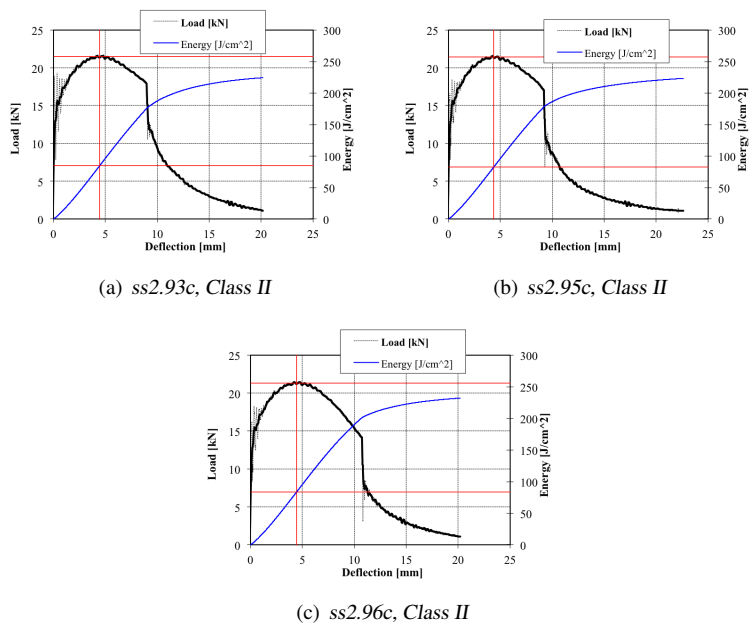 Load [kN]
Energy [J/cm^2]
25
20
15
10
5
0
Load [kN]
300
250
200
150
100
50
0
Energy [J/cm^2]
0 5 10 15 20 25
Deflection [mm]
(a) ss2.93c, Class II
Load [kN]
Energy [J/cm^2]
25
20
15
10
5
0
Load [kN]
300
250
200
150
100
50
0
Energy [J/cm^2]
0 5 10 15 20 25
Deflection [mm]
(b) ss2.95c, Class II
Load [kN]
Energy [J/cm^2]
25
20
15
10
5
0
Load [kN]
300
250
200
150
100
50
0
Energy [J/cm^2]
0 5 10 15 20 25
Deflection [mm]
(c) ss2.96c, Class II